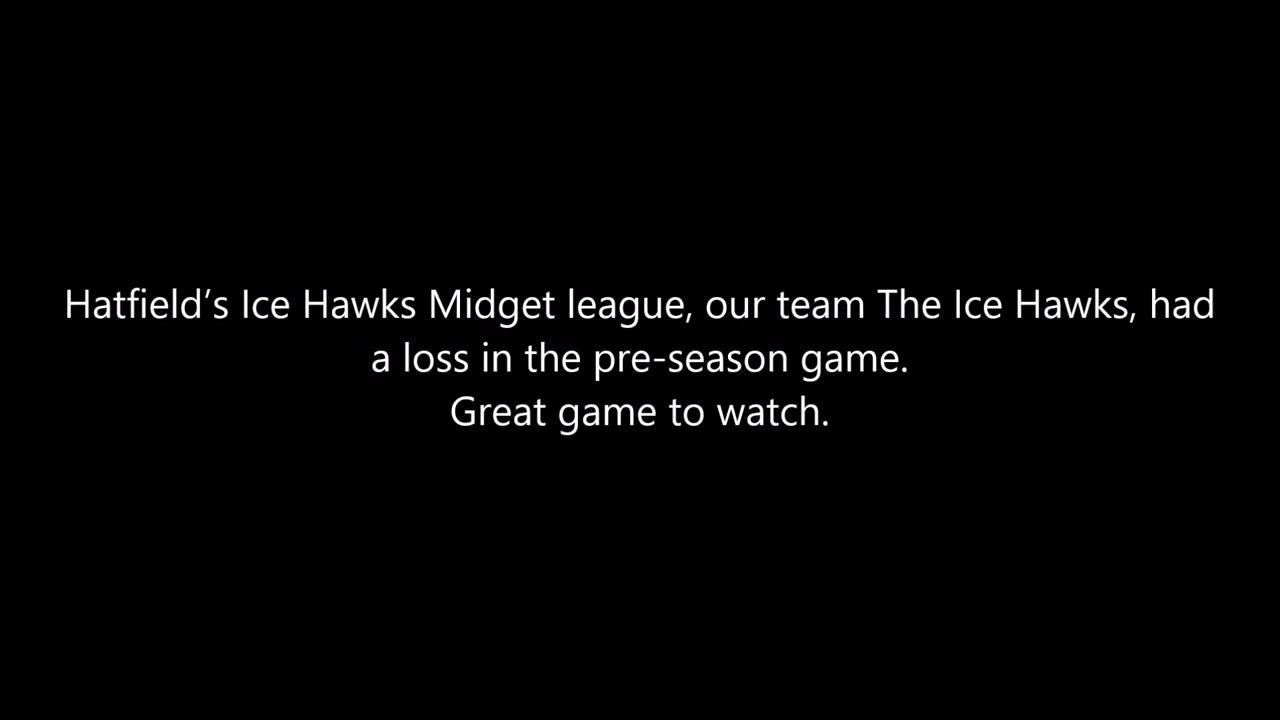 Hatfield’s Ice Hawks Midget league, our team The Ice Hawks, had
a loss in the pre-season game.
Great game to watch.